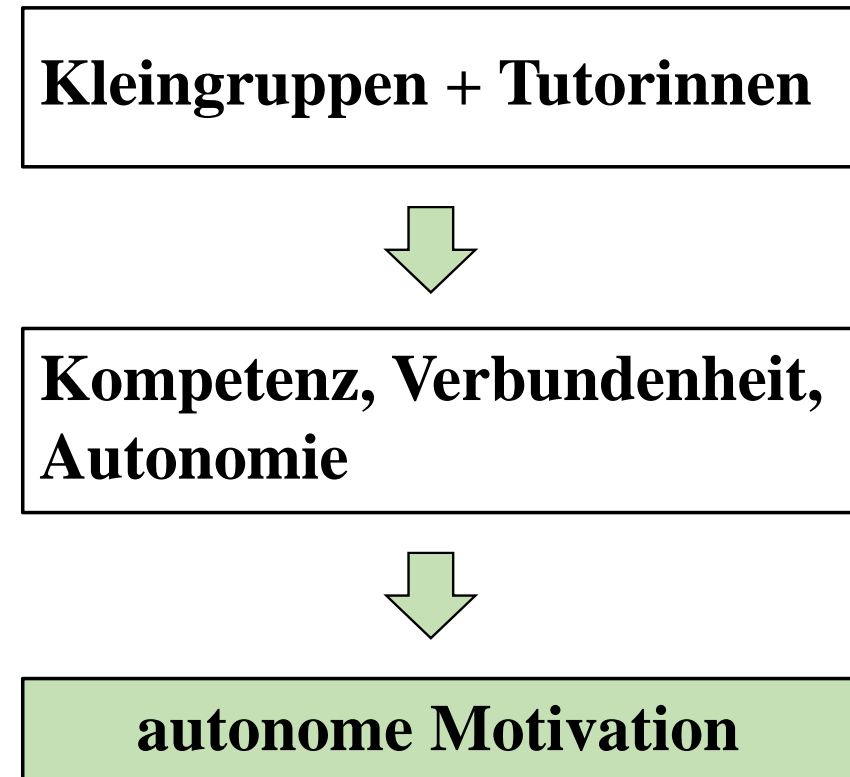 Kleingruppen + Tutorinnen
Kompetenz, Verbundenheit,
Autonomie
autonome Motivation